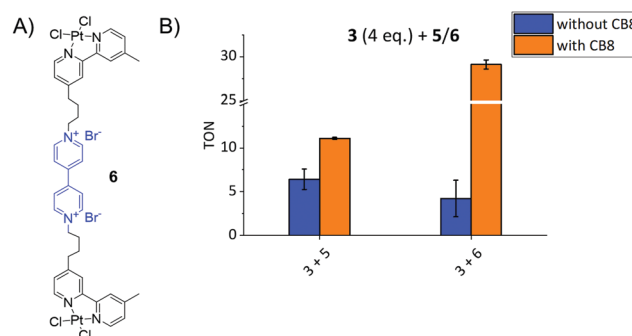 A)
Cl
Cl
Pt
N
N
N+
Br-
6
N+
Br-
N
N
Pt
Cl
Cl
B)
3 (4 eq.) + 5/6
without CB8
with CB8
TON
30
25
10
5
0
3 + 5
3 + 6